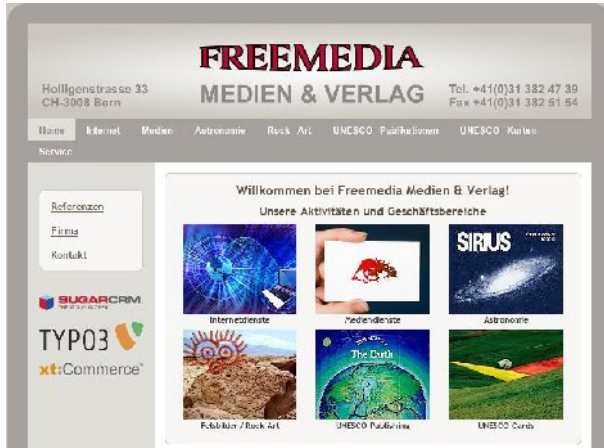 FREEMEDIA
MEDIEN & VERLAG
Holligenstrasse 33
CH-3008 Bern
Tel. +41(0)31 382 47 39
Fax +41(0)31 382 51 54
Home Internet Medien Astronomie Rock Art UNESCO Publikationen UNESCO Karten
Service
Referenzen
Firma
Kontakt
SUGARCRM
TYPO3
xt:Commerce
Willkommen bei Freemedia Medien & Verlag!
Unsere Aktivitäten und Geschäftsbereiche
SIRIUS
Internetdienste Mediendienste Astronomie
The Earth
Felsbilder / Rock Art UNESCO Publishing UNESCO Cards